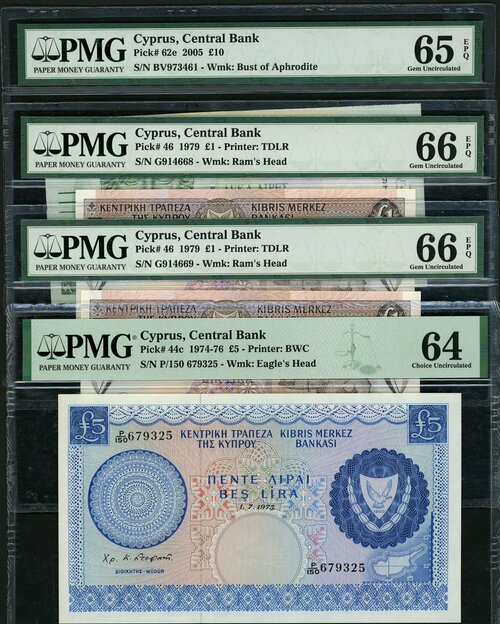 PMG
PAPER MONEY GUARANTY
Cyprus, Central Bank
Pick# 62e 2005 £10
S/N BV973461 - Wmk: Bust of Aphrodite
65 EPQ
Gem Uncirculated
PMG
PAPER MONEY GUARANTY
Cyprus, Central Bank
Pick# 46 1979 £1 - Printer: TDLR
S/N G914668 - Wmk: Ram's Head
66 EPQ
Gem Uncirculated
ΚΕΝΤΡΙΚΗ ΤΡΑΠΕΖΑ KIBRIS MERKEZ
ΤΗΣ ΚΥΠΡΟΥ BANKASI
PMG
PAPER MONEY GUARANTY
Cyprus, Central Bank
Pick# 46 1979 £1 - Printer: TDLR
S/N G914669 - Wmk: Ram's Head
66 EPQ
Gem Uncirculated
ΚΕΝΤΡΙΚΗ ΤΡΑΠΕΖΑ KIBRIS MERKEZ
PMG®
PAPER MONEY GUARANTY
Cyprus, Central Bank
Pick# 44c 1974-76 £5 - Printer: BWC
S/N P/150 679325 - Wmk: Eagle's Head
64
Choice Uncirculated
£5
P/150 679325
ΚΕΝΤΡΙΚΗ ΤΡΑΠΕΖΑ KIBRIS MERKEZ
ΤΗΣ ΚΥΠΡΟΥ BANKASI
£5
ΠΕΝΤΕ ΛΙΡΑΙ
BEŞ LİRA
1.7.1975
ΔΙΟΙΚΗΤΗΣ-MÜDÜR
P/150 679325